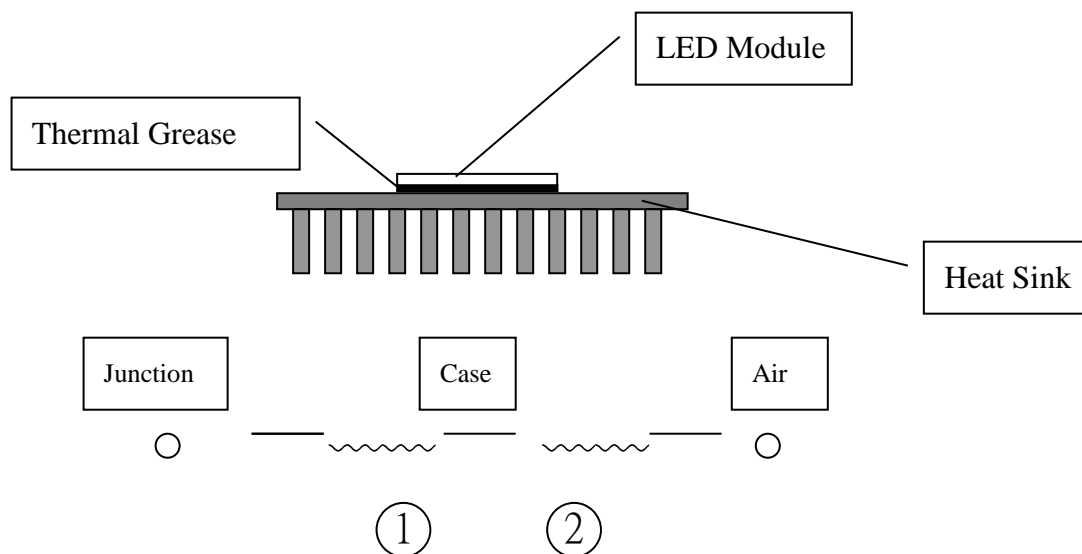 LED Module
Thermal Grease
Heat Sink
Junction
Case
Air
①
②